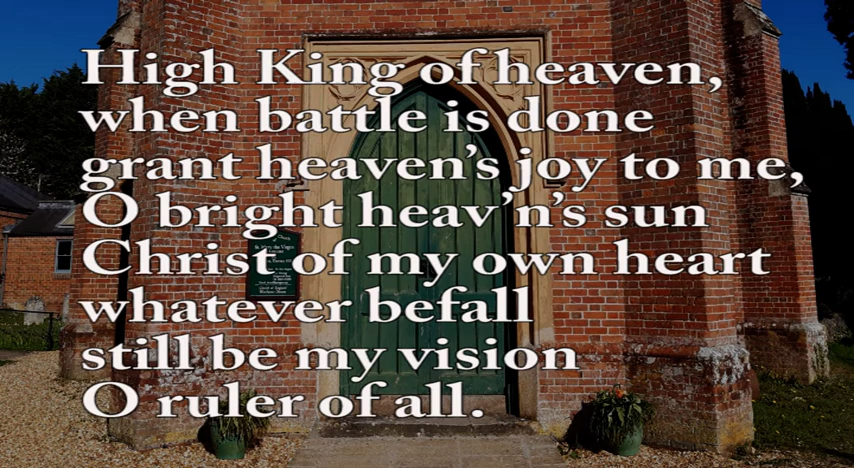 High King of heaven,
when battle is done
grant heaven's joy to me,
O bright heav'n's sun
Christ of my own heart
whatever befall
still be my vision
O ruler of all.